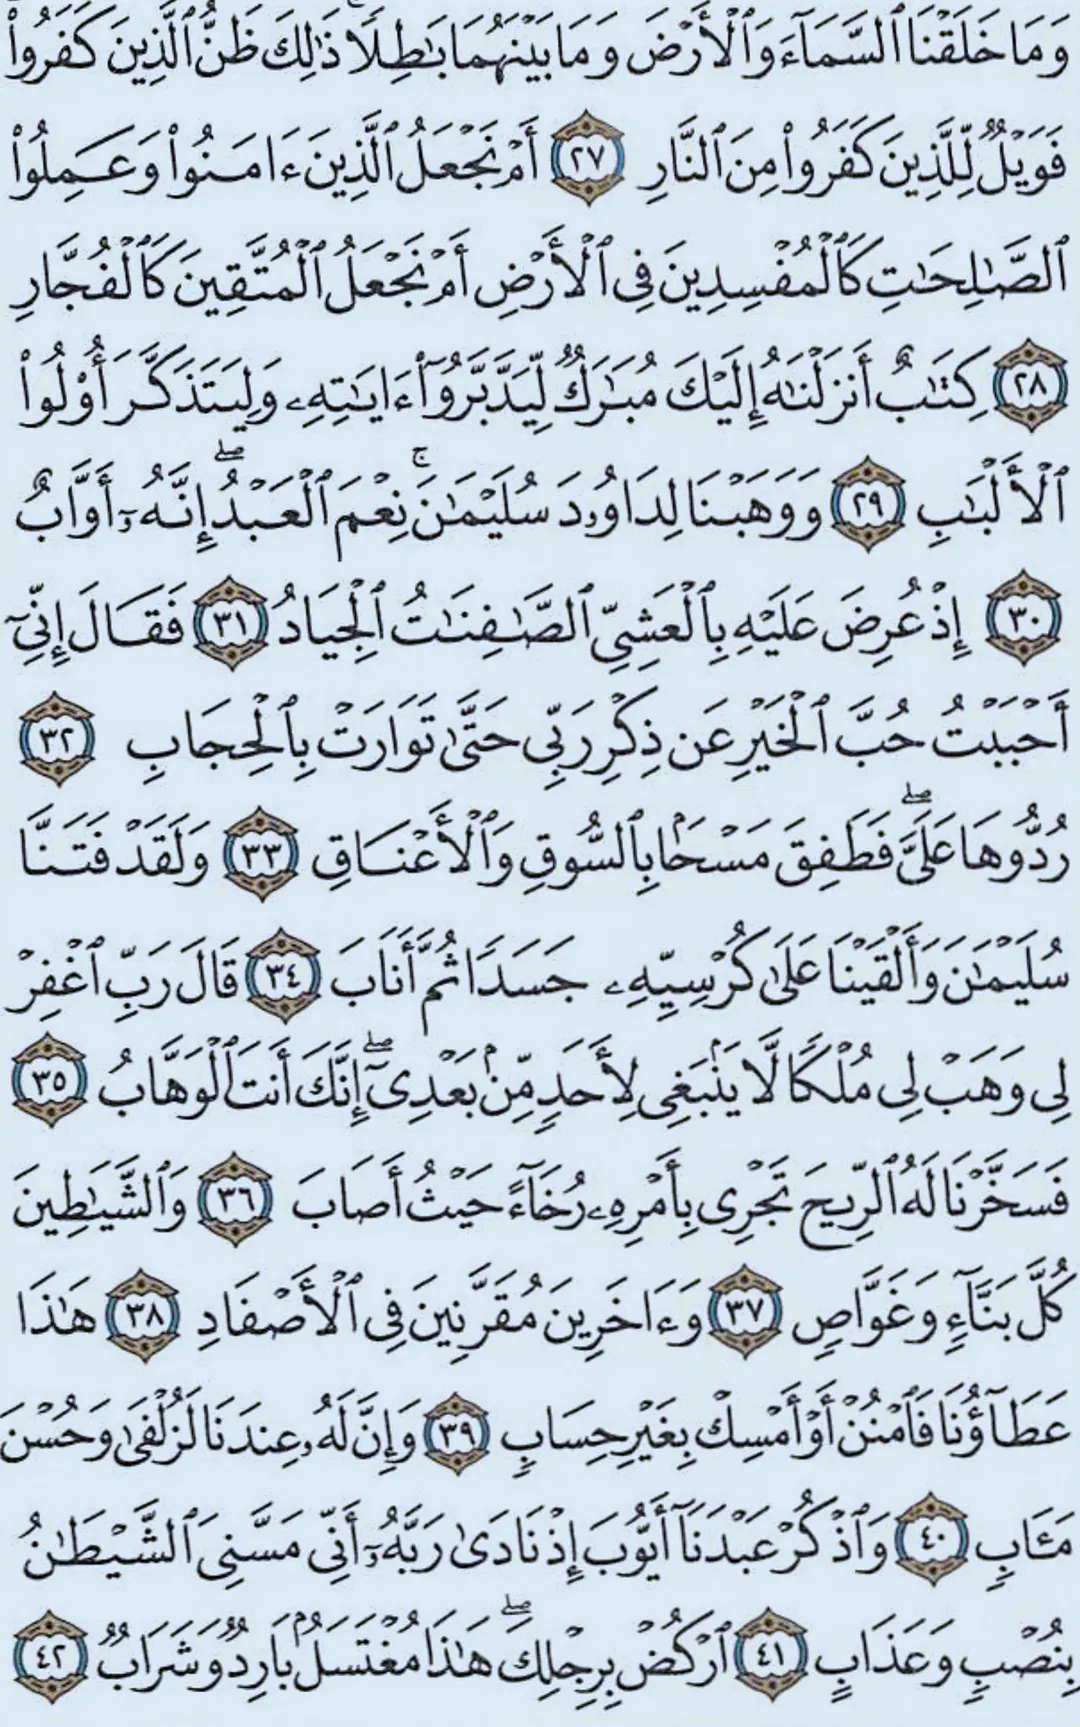 وَمَا خَلَقْنَا ٱلسَّمَآءَ وَٱلْأَرْضَ وَمَا بَيْنَهُمَا بَـٰطِلًا ۚ ذَٰلِكَ ظَنُّ ٱلَّذِينَ كَفَرُوا۟
فَوَيْلٌ لِّلَّذِينَ كَفَرُوا۟ مِنَ ٱلنَّارِ ٢٧ أَمْ نَجْعَلُ ٱلَّذِينَ ءَامَنُوا۟ وَعَمِلُوا۟
ٱلصَّـٰلِحَـٰتِ كَٱلْمُفْسِدِينَ فِى ٱلْأَرْضِ أَمْ نَجْعَلُ ٱلْمُتَّقِينَ كَٱلْفُجَّارِ
٢٨ كِتَـٰبٌ أَنزَلْنَـٰهُ إِلَيْكَ مُبَـٰرَكٌ لِّيَدَّبَّرُوٓا۟ ءَايَـٰتِهِۦ وَلِيَتَذَكَّرَ أُو۟لُوا۟
ٱلْأَلْبَـٰبِ ٢٩ وَوَهَبْنَا لِدَاوُۥدَ سُلَيْمَـٰنَ ۚ نِعْمَ ٱلْعَبْدُ ۖ إِنَّهُۥٓ أَوَّابٌ
٣٠ إِذْ عُرِضَ عَلَيْهِ بِٱلْعَشِىِّ ٱلصَّـٰفِنَـٰتُ ٱلْجِيَادُ ٣١ فَقَالَ إِنِّىٓ
أَحْبَبْتُ حُبَّ ٱلْخَيْرِ عَن ذِكْرِ رَبِّى حَتَّىٰ تَوَارَتْ بِٱلْحِجَابِ ٣٢
رُدُّوهَا عَلَىَّ ۖ فَطَفِقَ مَسْحًۢا بِٱلسُّوقِ وَٱلْأَعْنَاقِ ٣٣ وَلَقَدْ فَتَنَّا
سُلَيْمَـٰنَ وَأَلْقَيْنَا عَلَىٰ كُرْسِيِّهِۦ جَسَدًا ثُمَّ أَنَابَ ٣٤ قَالَ رَبِّ ٱغْفِرْ
لِى وَهَبْ لِى مُلْكًا لَّا يَنۢبَغِى لِأَحَدٍ مِّنۢ بَعْدِىٓ ۖ إِنَّكَ أَنتَ ٱلْوَهَّابُ ٣٥
فَسَخَّرْنَا لَهُ ٱلرِّيحَ تَجْرِى بِأَمْرِهِۦ رُخَآءً حَيْثُ أَصَابَ ٣٦ وَٱلشَّيَـٰطِينَ
كُلَّ بَنَّآءٍ وَغَوَّاصٍ ٣٧ وَءَاخَرِينَ مُقَرَّنِينَ فِى ٱلْأَصْفَادِ ٣٨ هَـٰذَا
عَطَآؤُنَا فَٱمْنُنْ أَوْ أَمْسِكْ بِغَيْرِ حِسَابٍ ٣٩ وَإِنَّ لَهُۥ عِندَنَا لَزُلْفَىٰ وَحُسْنَ
مَـَٔابٍ ٤٠ وَٱذْكُرْ عَبْدَنَآ أَيُّوبَ إِذْ نَادَىٰ رَبَّهُۥٓ أَنِّى مَسَّنِىَ ٱلشَّيْطَـٰنُ
بِنُصْبٍ وَعَذَابٍ ٤١ ٱرْكُضْ بِرِجْلِكَ ۖ هَـٰذَا مُغْتَسَلٌۢ بَارِدٌ وَشَرَابٌ ٤٢